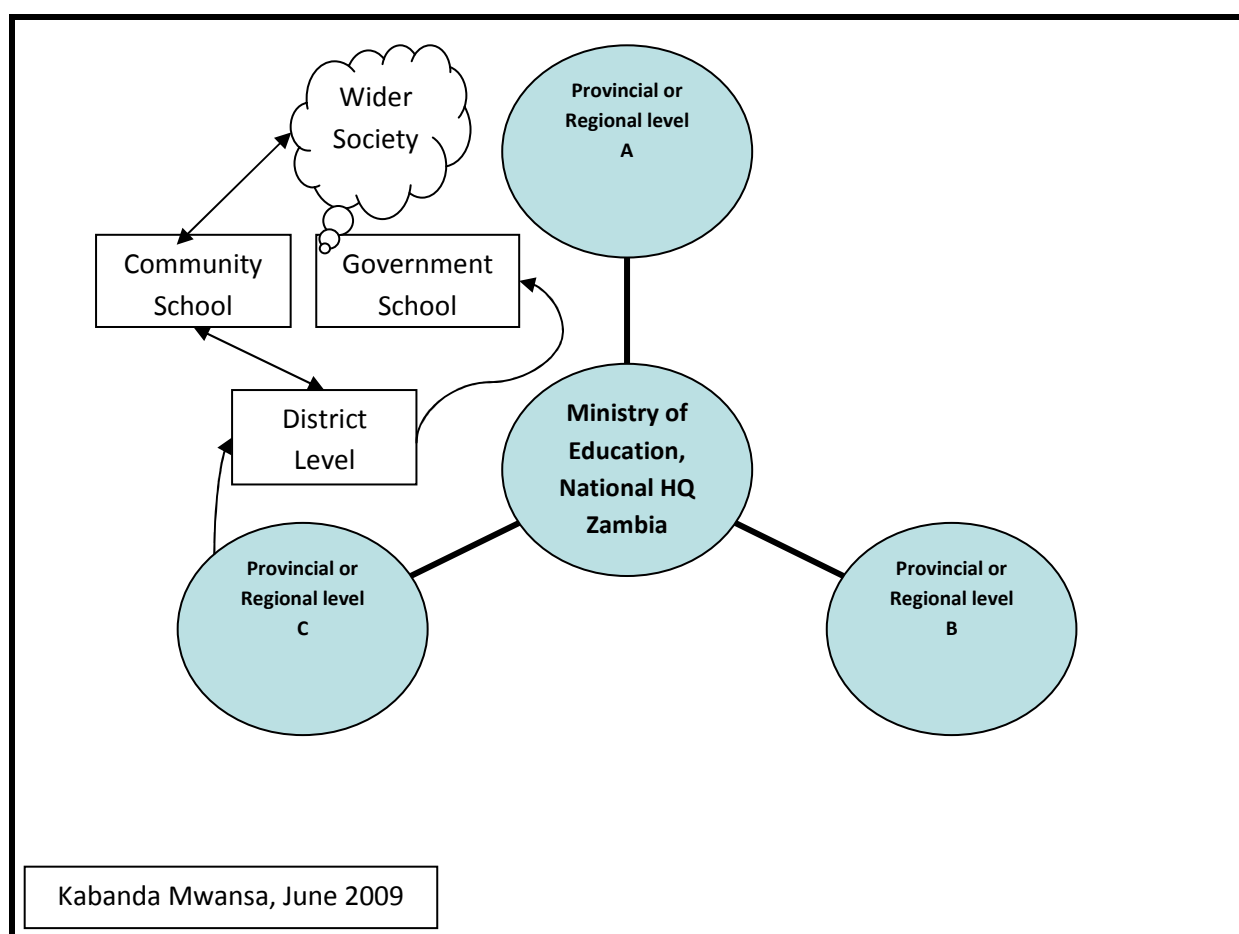 Wider
Society
Provincial or
Regional level
A
Community
School
Government
School
District
Level
Ministry of
Education,
National HQ
Zambia
Provincial or
Regional level
C
Provincial or
Regional level
B
Kabanda Mwansa, June 2009